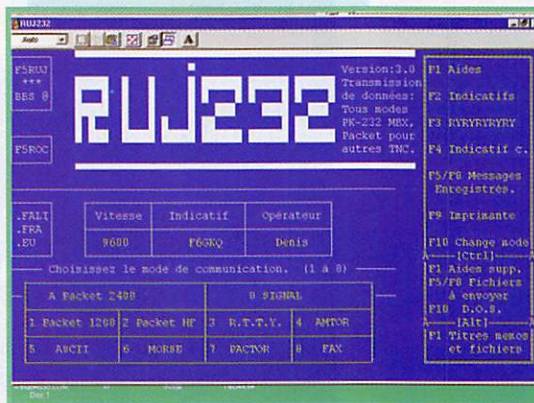 RUJ232
Auto
A
F5RUJ
***
BBS @
F5ROC
RUJ232
Version:3.0
Transmission
de données:
Tous modes
PK-232 MBX,
Packet pour
autres TNC.
F1 Aides
F2 Indicatifs
F3 RYRYRYRYRY
F4 Indicatif c.
F5/F8 Messages
Enregistrés.
F9 Imprimante
F10 Change mode
[Ctrl]
F1 Aides supp.
F5/F8 Fichiers
à envoyer
F10 D.O.S.
[Alt]
F1 Titres memos
et fichiers
.FRA
.EU
Vitesse Indicatif Opérateur
9600 F6GKQ Denis
Choisissez le mode de communication. (1 à 8)
A Packet 2400 SIGNAL
1 Packet 1200 2 Packet HF 3 R.T.T.Y. 4 AMTOR
5 ASCII 6 MORSE 7 PACTOR 8 FAX